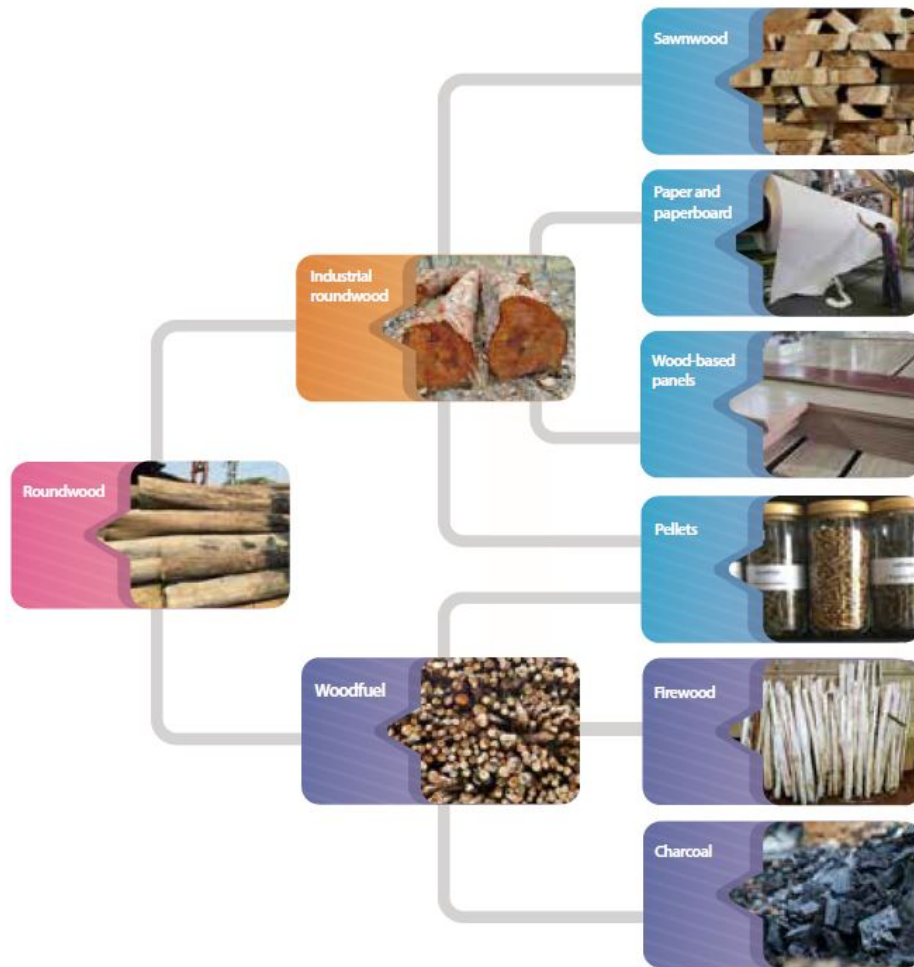 Sawnwood
Paper and
paperboard
Industrial
roundwood
Wood-based
panels
Roundwood
Pellets
Woodfuel
Firewood
Charcoal